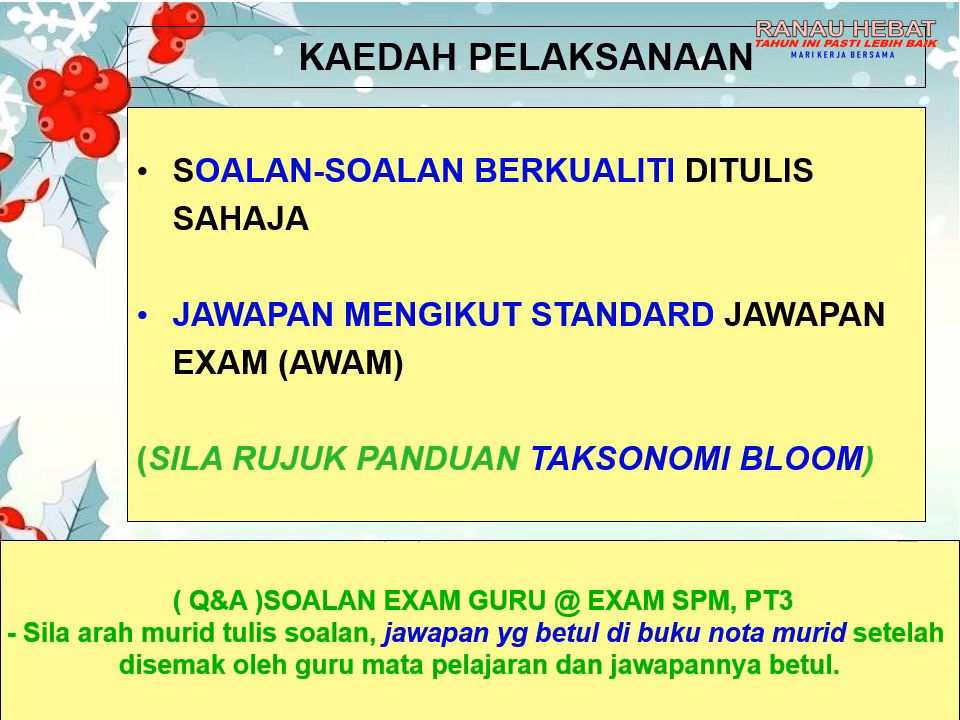 RANAU HEBAT
TAHUN INI PASTI LEBIH BAIK
MARI KERJA BERSAMA
KAEDAH PELAKSANAAN
• SOALAN-SOALAN BERKUALITI DITULIS
SAHAJA
• JAWAPAN MENGIKUT STANDARD JAWAPAN
EXAM (AWAM)
(SILA RUJUK PANDUAN TAKSONOMI BLOOM)
( Q&A )SOALAN EXAM GURU @ EXAM SPM, PT3
- Sila arah murid tulis soalan, jawapan yg betul di buku nota murid setelah
disemak oleh guru mata pelajaran dan jawapannya betul.